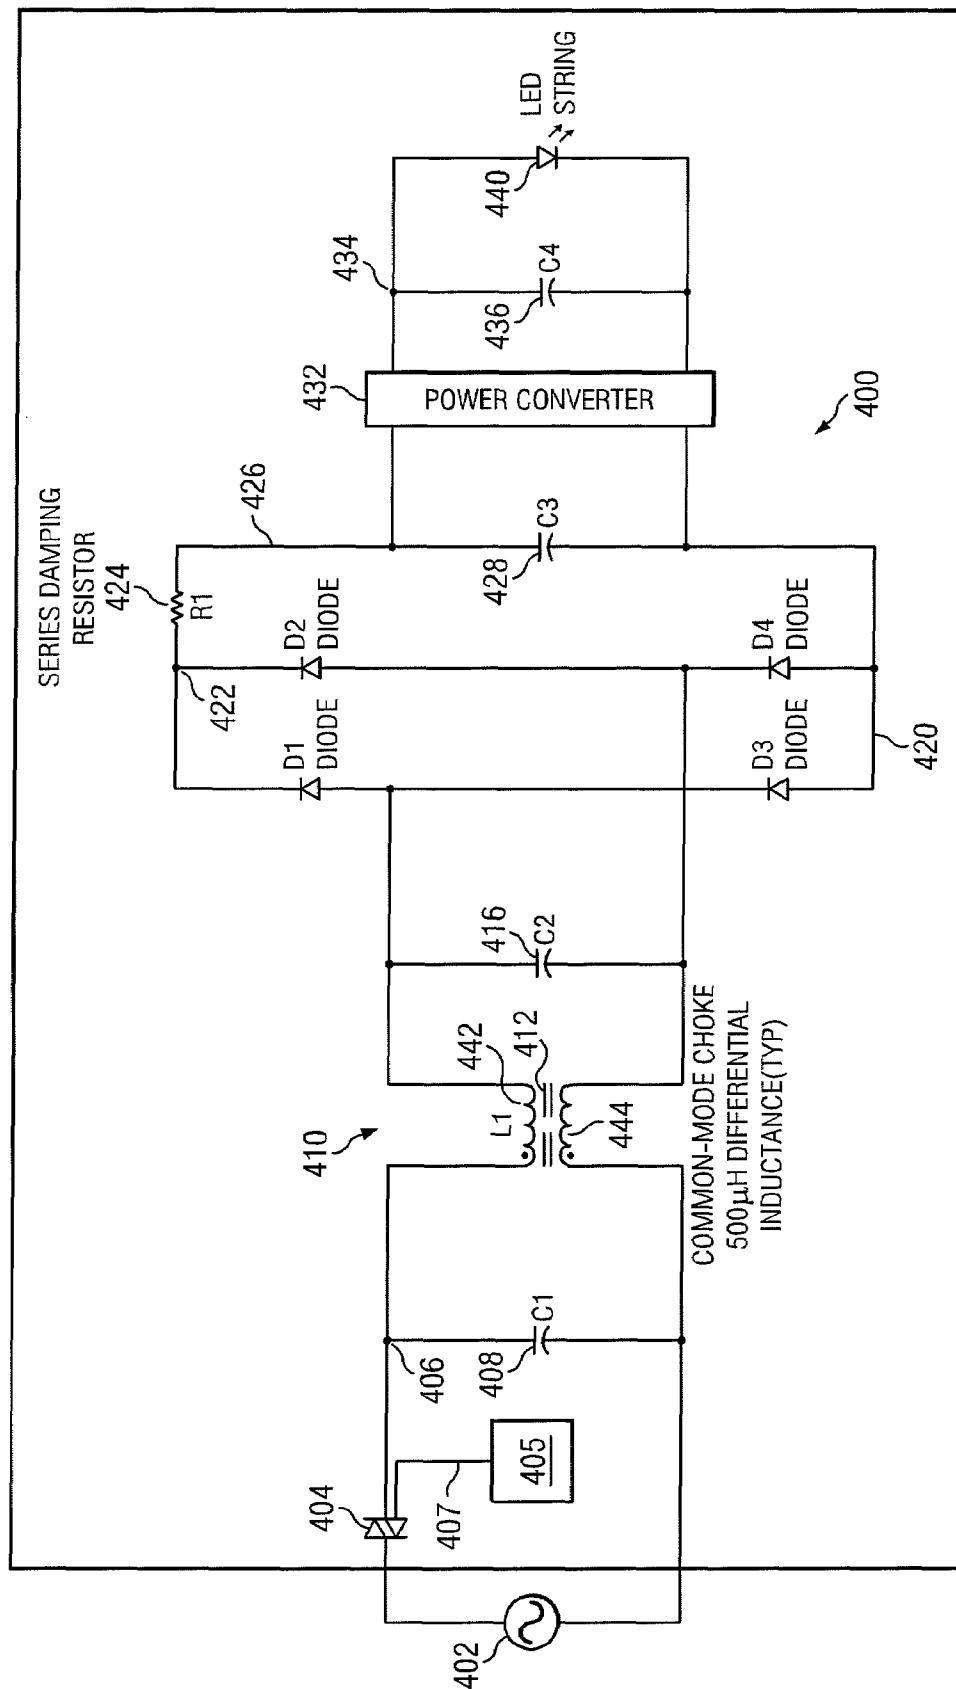 SERIES DAMPING
RESISTOR
424
R1
426
422
D2
DIODE
D1
DIODE
D4
DIODE
D3
DIODE
420
402
404
405
407
406
408
C1
410
L1
442
412
444
COMMON-MODE CHOKE
500µH DIFFERENTIAL
INDUCTANCE(TYP)
416
C2
428
C3
432
POWER CONVERTER
434
436
C4
440
LED
STRING
400